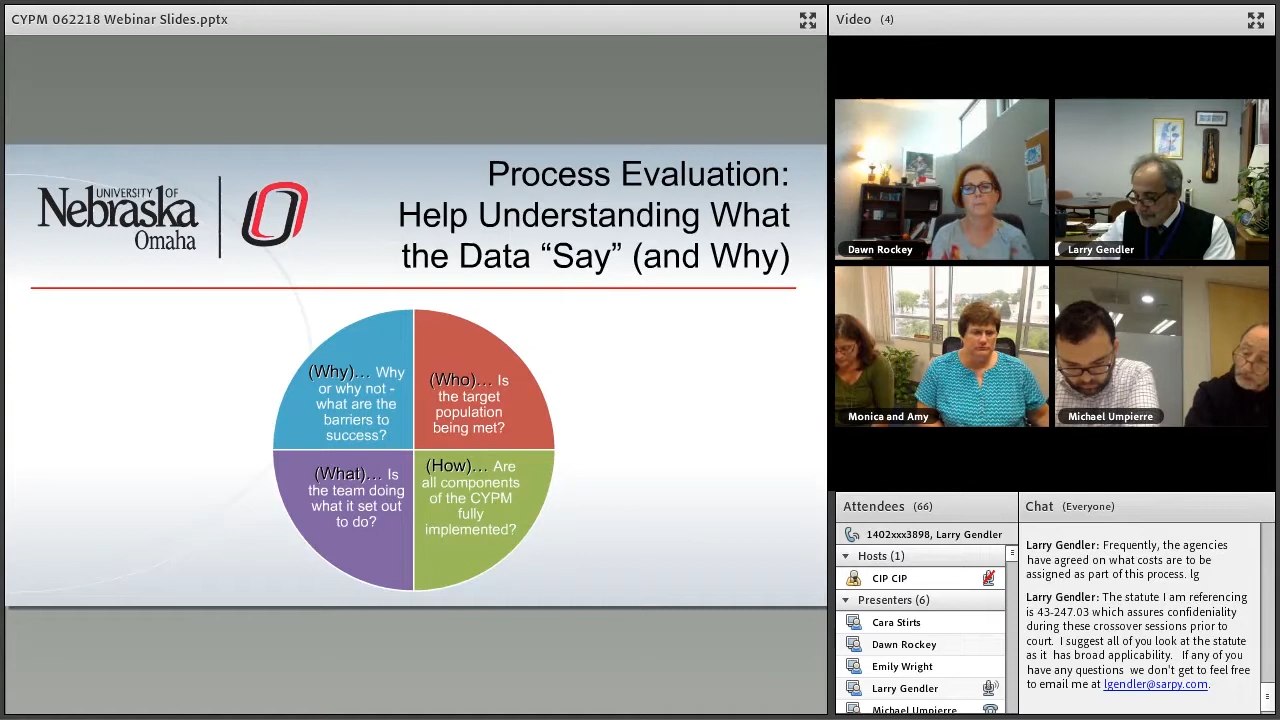 CYPM 062218 Webinar Slides.pptx
UNIVERSITY OF
Nebraska
Omaha
O
Process Evaluation:
Help Understanding What
the Data “Say” (and Why)
(Why)… Why
or why not -
what are the
barriers to
success?
(Who)… Is
the target
population
being met?
(What)… Is
the team doing
what it set out
to do?
(How)… Are
all components
of the CYPM
fully
implemented?
Video (4)
Dawn Rockey
Larry Gendler
Monica and Amy
Michael Umpierre
Attendees (66)
1402xxx3898, Larry Gendler
Hosts (1)
CIP CIP
Presenters (6)
Cara Stirts
Dawn Rockey
Emily Wright
Larry Gendler
Michael Umpierre
Chat (Everyone)
Larry Gendler: Frequently, the agencies
have agreed on what costs are to be
assigned as part of this process. lg
Larry Gendler: The statute I am referencing
is 43-247.03 which assures confideniality
during these crossover sessions prior to
court. I suggest all of you look at the statute
as it has broad applicability. If any of you
have any questions we don't get to feel free
to email me at lgendler@sarpy.com.